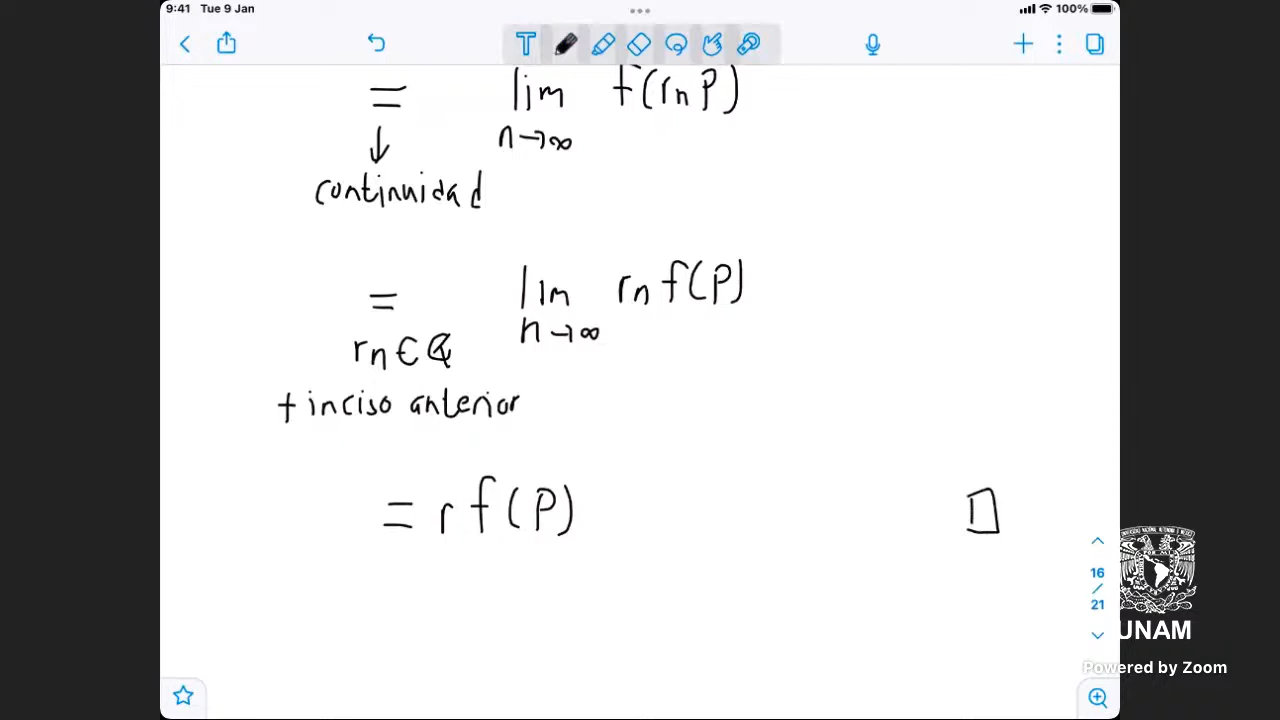 9:41 Tue 9 Jan 100%
= lim f(rn P)
n→∞
↓
continuidad
= lim rn f(P)
n→∞
rn ∈ Q
+ inciso anterior
= r f(P) □
16
/
21
UNAM
Powered by Zoom